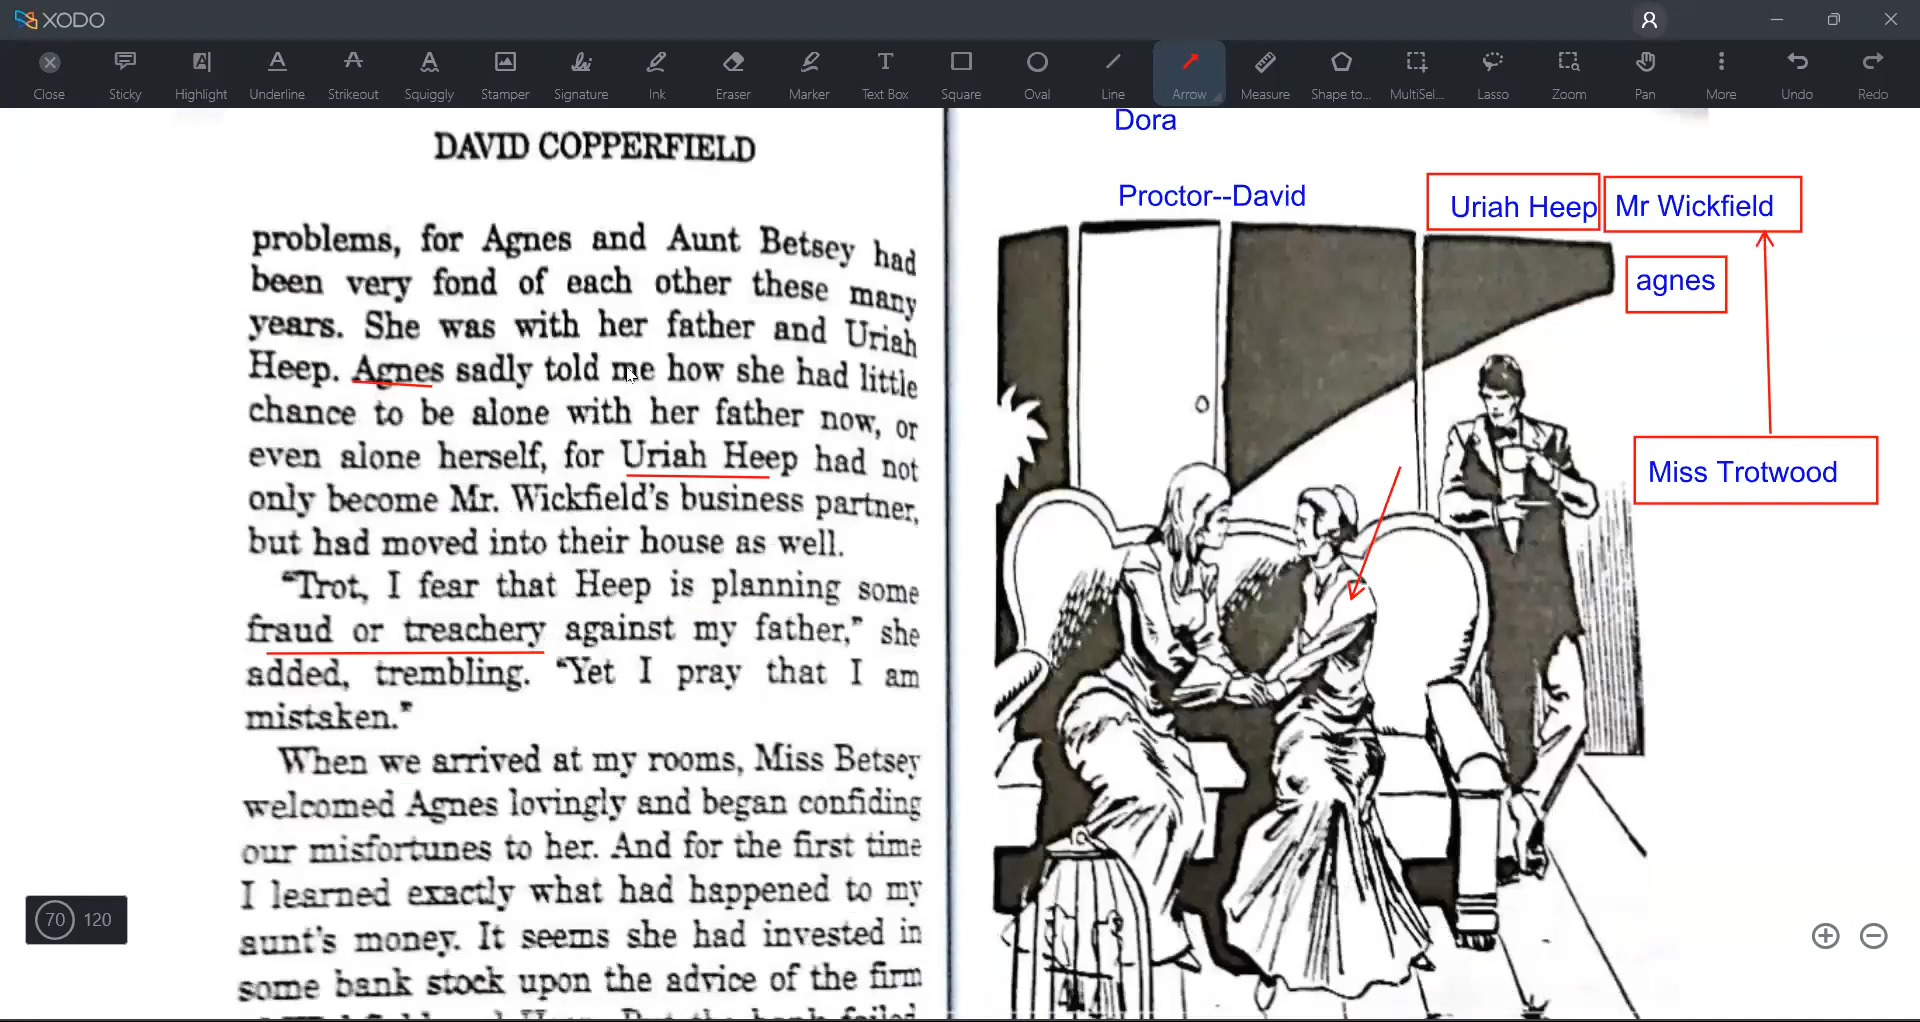 XODO
Close
Sticky
Highlight
Underline
Strikeout
Squiggly
Stamper
Signature
Ink
Eraser
Marker
Text Box
Square
Oval
Line
Arrow
Measure
Shape to...
MultiSel...
Lasso
Zoom
Pan
More
Undo
Redo
DAVID COPPERFIELD
problems, for Agnes and Aunt Betsey had
been very fond of each other these many
years. She was with her father and Uriah
Heep. Agnes sadly told me how she had little
chance to be alone with her father now, or
even alone herself, for Uriah Heep had not
only become Mr. Wickfield's business partner,
but had moved into their house as well.
"Trot, I fear that Heep is planning some
fraud or treachery against my father," she
added, trembling. "Yet I pray that I am
mistaken."
When we arrived at my rooms, Miss Betsey
welcomed Agnes lovingly and began confiding
our misfortunes to her. And for the first time
I learned exactly what had happened to my
aunt's money. It seems she had invested in
some bank stock upon the advice of the firm
Dora
Proctor--David
Uriah Heep
Mr Wickfield
agnes
Miss Trotwood
70 120